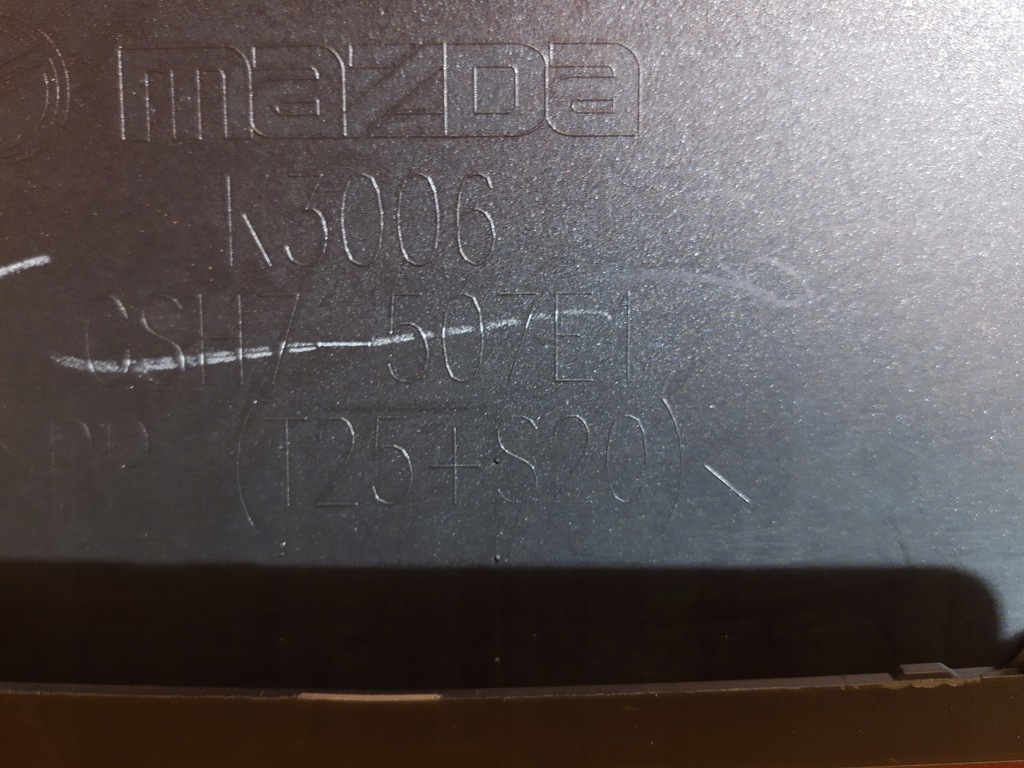 mazda
K3006
GSH7 507E1
PP - (T25+S20)